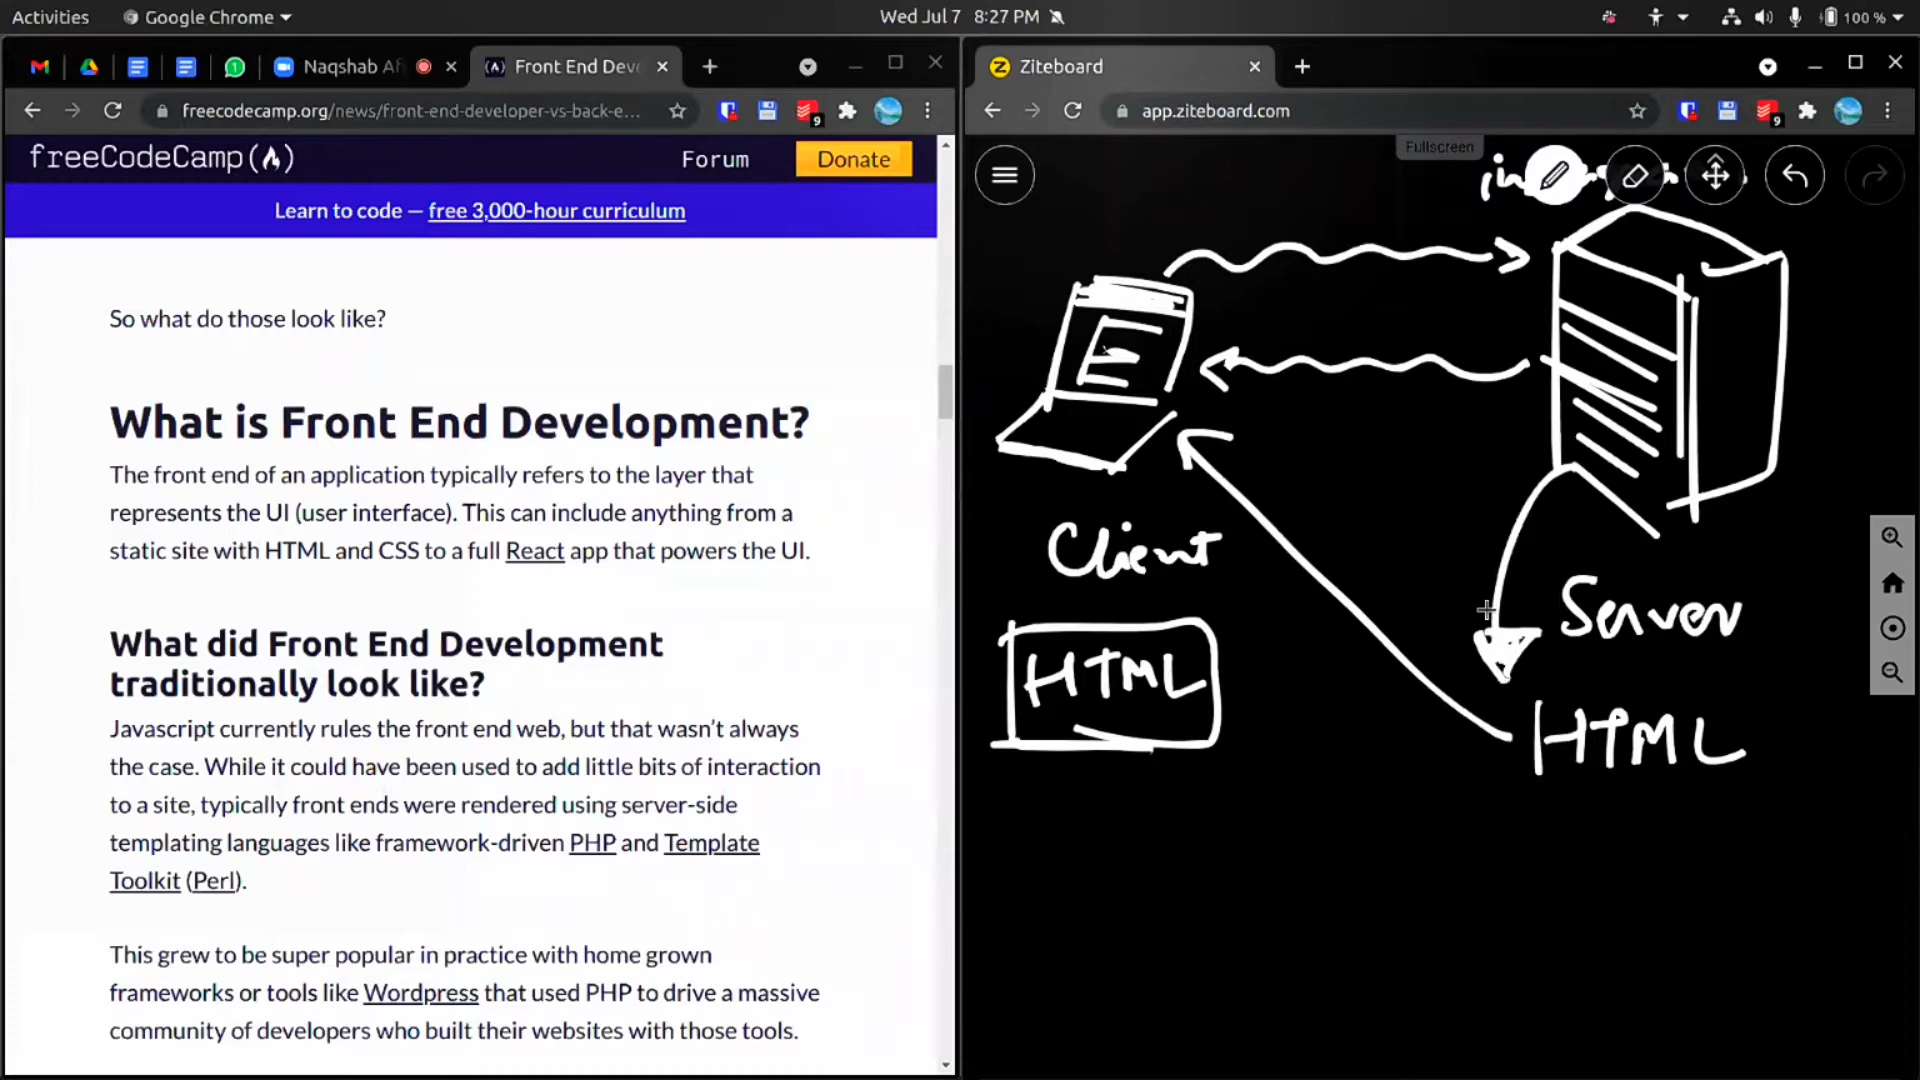 Activities
Google Chrome
Wed Jul 7 8:27 PM
100 %
Naqshab Af
Front End Deve
freecodecamp.org/news/front-end-developer-vs-back-e...
9
freeCodeCamp
Forum
Donate
Learn to code — free 3,000-hour curriculum
So what do those look like?
What is Front End Development?
The front end of an application typically refers to the layer that
represents the UI (user interface). This can include anything from a
static site with HTML and CSS to a full React app that powers the UI.
What did Front End Development
traditionally look like?
Javascript currently rules the front end web, but that wasn't always
the case. While it could have been used to add little bits of interaction
to a site, typically front ends were rendered using server-side
templating languages like framework-driven PHP and Template
Toolkit (Perl).
This grew to be super popular in practice with home grown
frameworks or tools like Wordpress that used PHP to drive a massive
community of developers who built their websites with those tools.
Ziteboard
app.ziteboard.com
9
Fullscreen
Client
HTML
Server
HTML